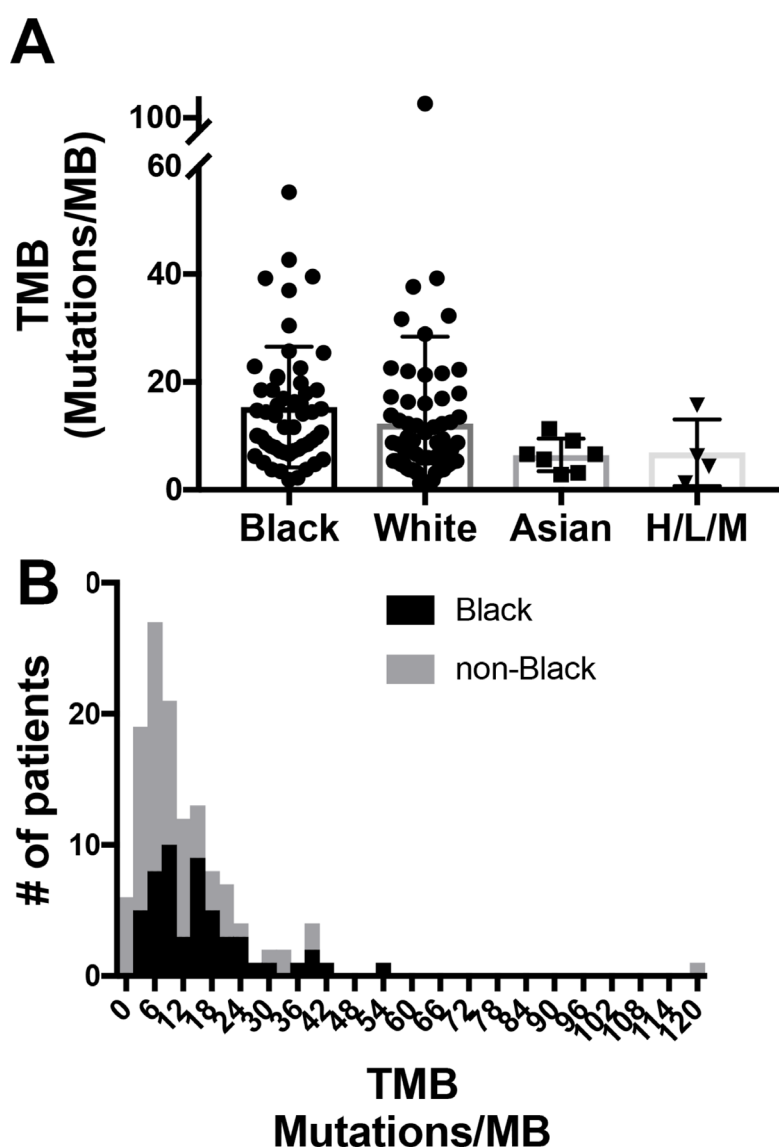 A
TMB
(Mutations/MB)
100
60
40
20
0
Black White Asian H/L/M
B
# of patients
0
20
10
0
Black
non-Black
0 6 12 18 24 30 36 42 48 54 60 66 72 78 84 90 96 102 108 114 120
TMB
Mutations/MB